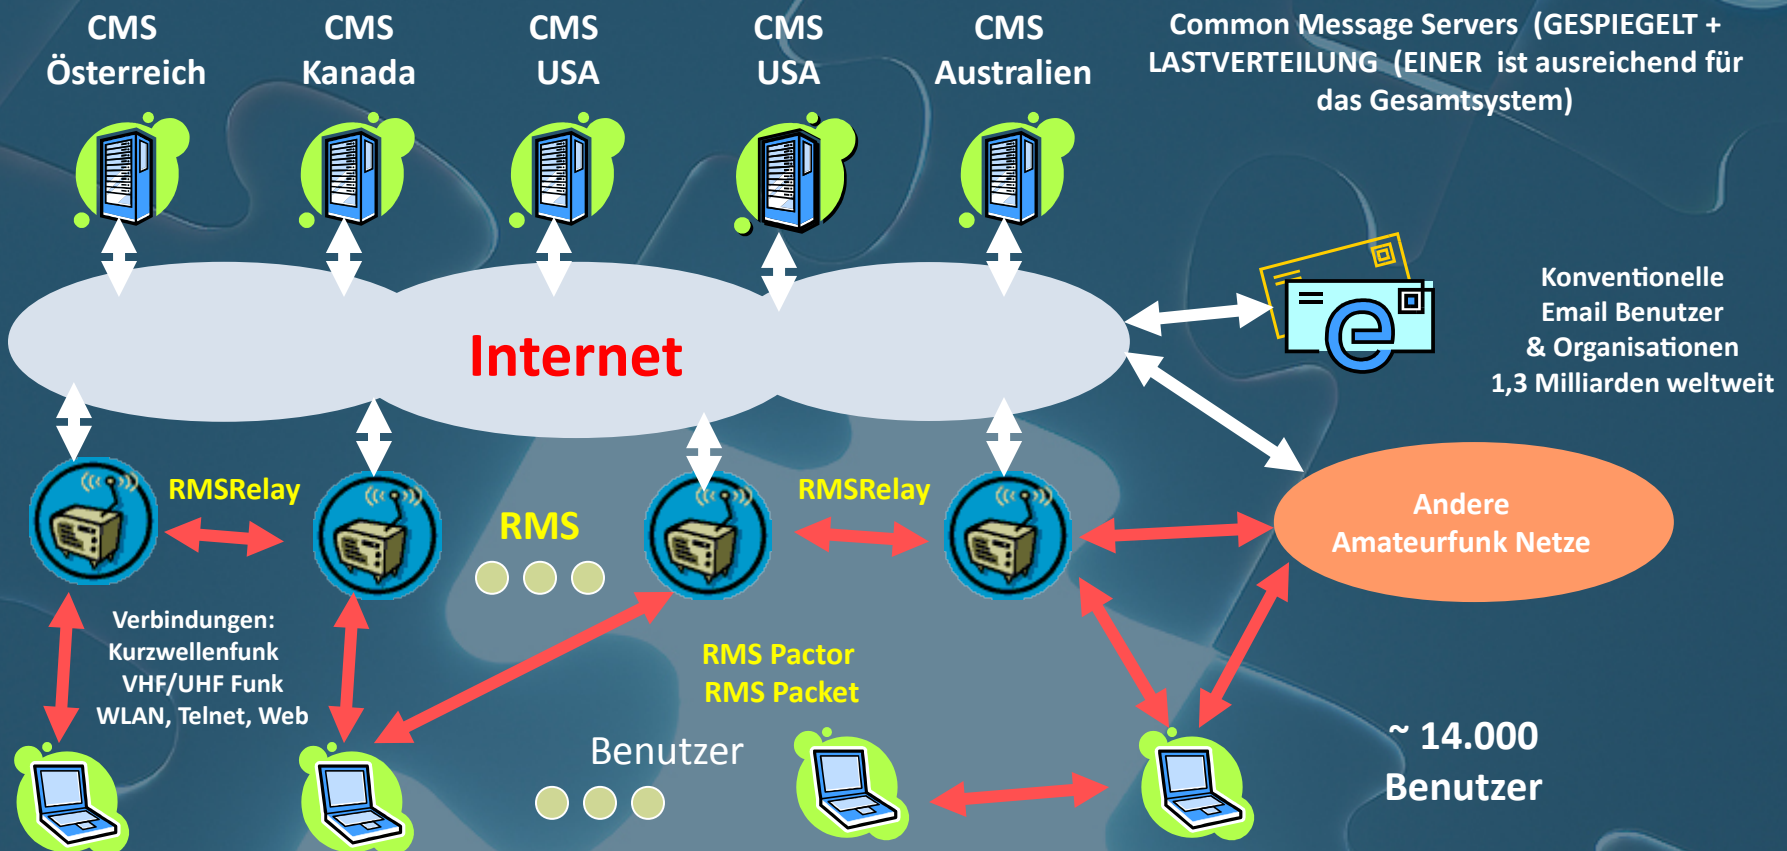 CMS
Österreich
CMS
Kanada
CMS
USA
CMS
USA
CMS
Australien
Common Message Servers (GESPIEGELT +
LASTVERTEILUNG (EINER ist ausreichend für
das Gesamtsystem)
Internet
Konventionelle
Email Benutzer
& Organisationen
1,3 Milliarden weltweit
RMSRelay
RMS
RMSRelay
Andere
Amateurfunk Netze
Verbindungen:
Kurzwellenfunk
VHF/UHF Funk
WLAN, Telnet, Web
RMS Pactor
RMS Packet
Benutzer
~ 14.000
Benutzer